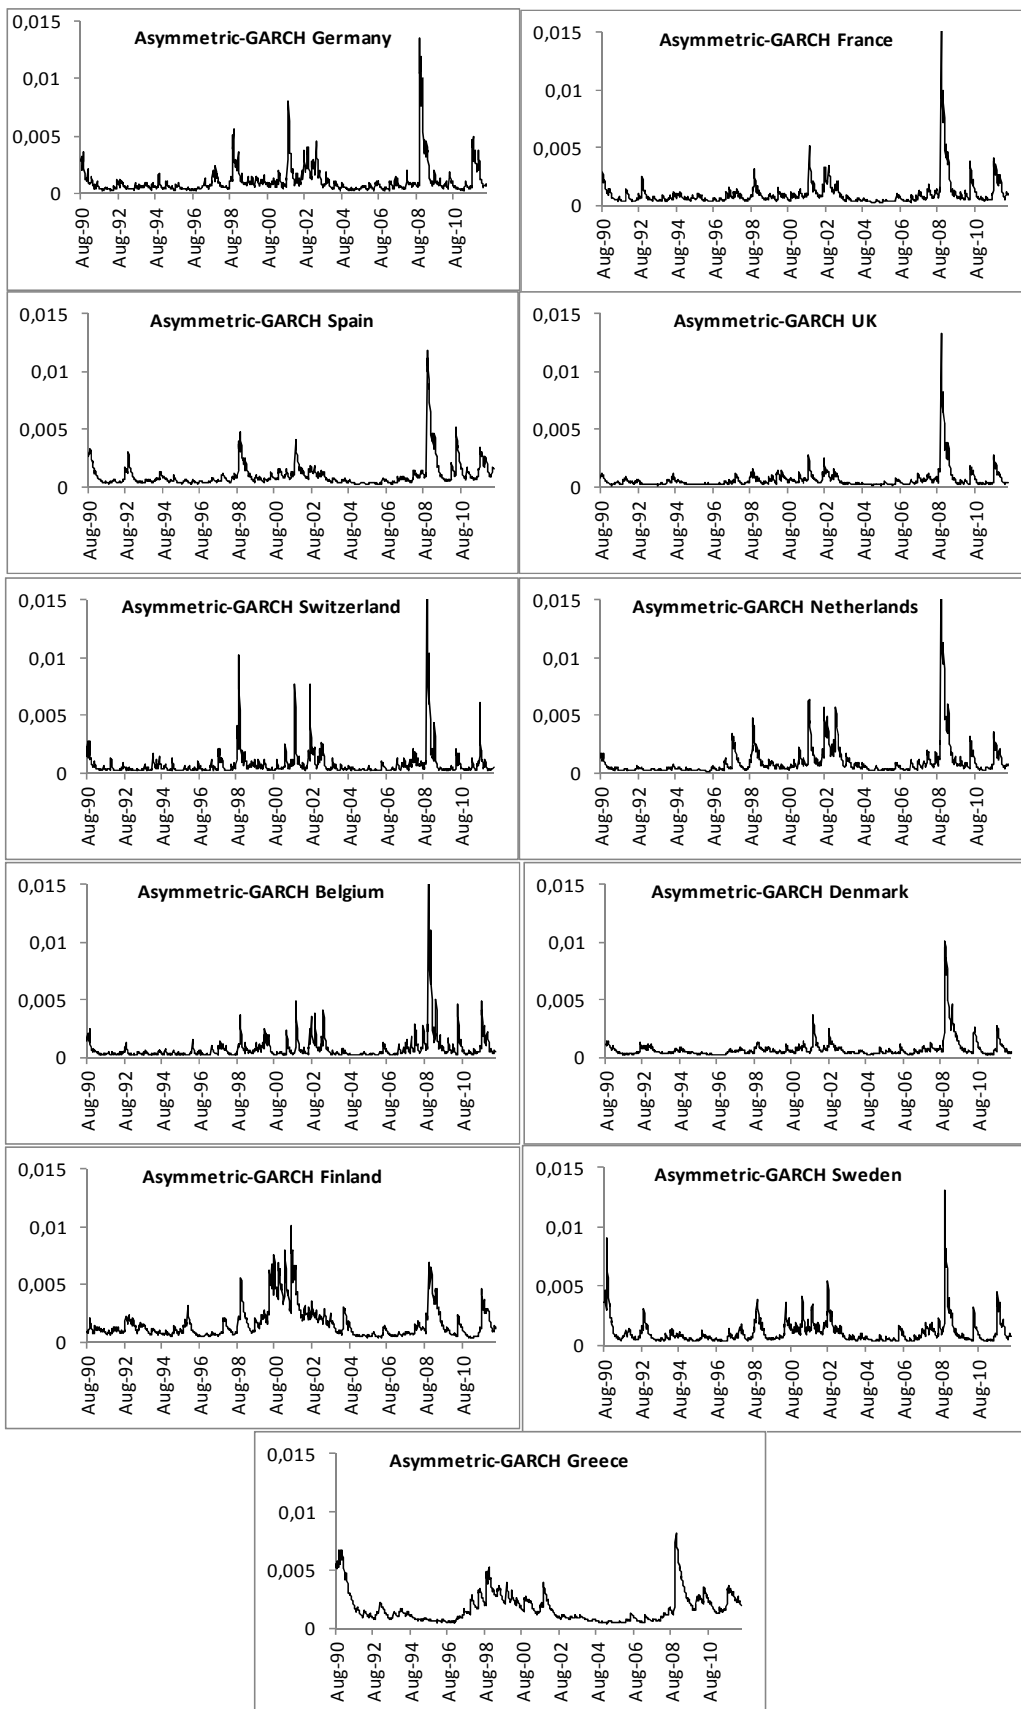 Asymmetric-GARCH Germany
0,015
0,01
0,005
0
Aug-90
Aug-92
Aug-94
Aug-96
Aug-98
Aug-00
Aug-02
Aug-04
Aug-06
Aug-08
Aug-10
Asymmetric-GARCH France
0,015
0,01
0,005
0
Aug-90
Aug-92
Aug-94
Aug-96
Aug-98
Aug-00
Aug-02
Aug-04
Aug-06
Aug-08
Aug-10
Asymmetric-GARCH Spain
0,015
0,01
0,005
0
Aug-90
Aug-92
Aug-94
Aug-96
Aug-98
Aug-00
Aug-02
Aug-04
Aug-06
Aug-08
Aug-10
Asymmetric-GARCH UK
0,015
0,01
0,005
0
Aug-90
Aug-92
Aug-94
Aug-96
Aug-98
Aug-00
Aug-02
Aug-04
Aug-06
Aug-08
Aug-10
Asymmetric-GARCH Switzerland
0,015
0,01
0,005
0
Aug-90
Aug-92
Aug-94
Aug-96
Aug-98
Aug-00
Aug-02
Aug-04
Aug-06
Aug-08
Aug-10
Asymmetric-GARCH Netherlands
0,015
0,01
0,005
0
Aug-90
Aug-92
Aug-94
Aug-96
Aug-98
Aug-00
Aug-02
Aug-04
Aug-06
Aug-08
Aug-10
Asymmetric-GARCH Belgium
0,015
0,01
0,005
0
Aug-90
Aug-92
Aug-94
Aug-96
Aug-98
Aug-00
Aug-02
Aug-04
Aug-06
Aug-08
Aug-10
Asymmetric-GARCH Denmark
0,015
0,01
0,005
0
Aug-90
Aug-92
Aug-94
Aug-96
Aug-98
Aug-00
Aug-02
Aug-04
Aug-06
Aug-08
Aug-10
Asymmetric-GARCH Finland
0,015
0,01
0,005
0
Aug-90
Aug-92
Aug-94
Aug-96
Aug-98
Aug-00
Aug-02
Aug-04
Aug-06
Aug-08
Aug-10
Asymmetric-GARCH Sweden
0,015
0,01
0,005
0
Aug-90
Aug-92
Aug-94
Aug-96
Aug-98
Aug-00
Aug-02
Aug-04
Aug-06
Aug-08
Aug-10
Asymmetric-GARCH Greece
0,015
0,01
0,005
0
Aug-90
Aug-92
Aug-94
Aug-96
Aug-98
Aug-00
Aug-02
Aug-04
Aug-06
Aug-08
Aug-10